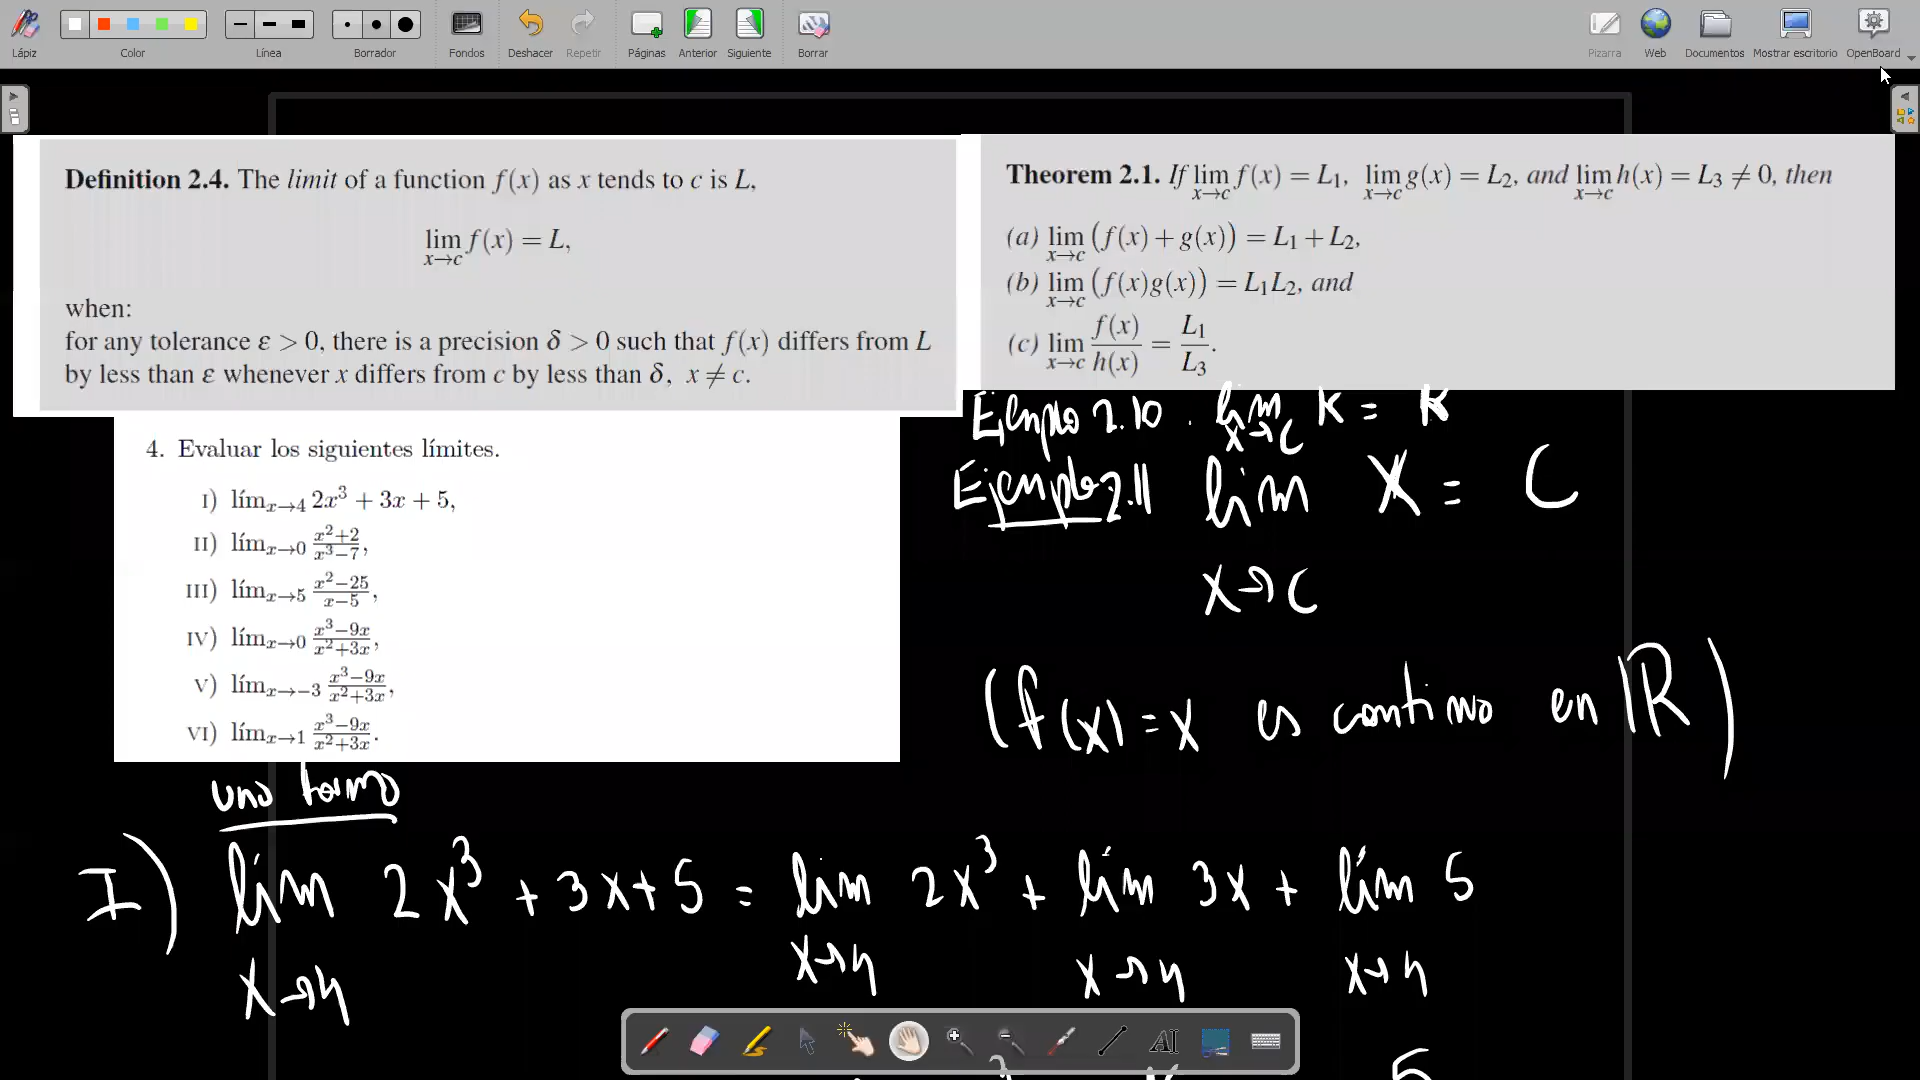 Lápiz Color Línea Borrador Fondos Deshacer Repetir Páginas Anterior Siguiente Borrar Pizarra Web Documentos Mostrar escritorio OpenBoard
Definition 2.4. The limit of a function f(x) as x tends to c is L,
lim x→c f(x) = L,
when:
for any tolerance ε > 0, there is a precision δ > 0 such that f(x) differs from L
by less than ε whenever x differs from c by less than δ, x ≠ c.
Theorem 2.1. If lim x→c f(x) = L₁, lim x→c g(x) = L₂, and lim x→c h(x) = L₃ ≠ 0, then
(a) lim x→c (f(x) + g(x)) = L₁ + L₂,
(b) lim x→c (f(x)g(x)) = L₁L₂, and
(c) lim x→c f(x)/h(x) = L₁/L₃.
4. Evaluar los siguientes límites.
I) lím x→4 2x³ + 3x + 5,
II) lím x→0 (x²+2)/(x³−7),
III) lím x→5 (x²−25)/(x−5),
IV) lím x→0 (x³−9x)/(x²+3x),
V) lím x→−3 (x³−9x)/(x²+3x),
VI) lím x→1 (x³−9x)/(x²+3x).
Ejemplo 2.10. lim x→c K = K
Ejemplo 2.11 lim x→c X = C
(f(x) = x es continuo en ℝ)
una forma
I) lím x→4 2x³ + 3x + 5 = lim x→4 2x³ + lím x→4 3x + lím x→4 5